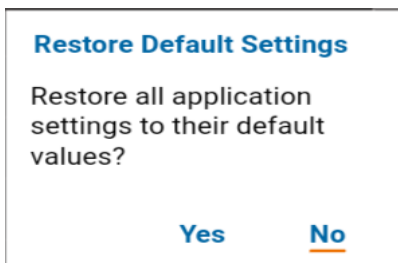 Restore Default Settings
Restore all application
settings to their default
values?
Yes No